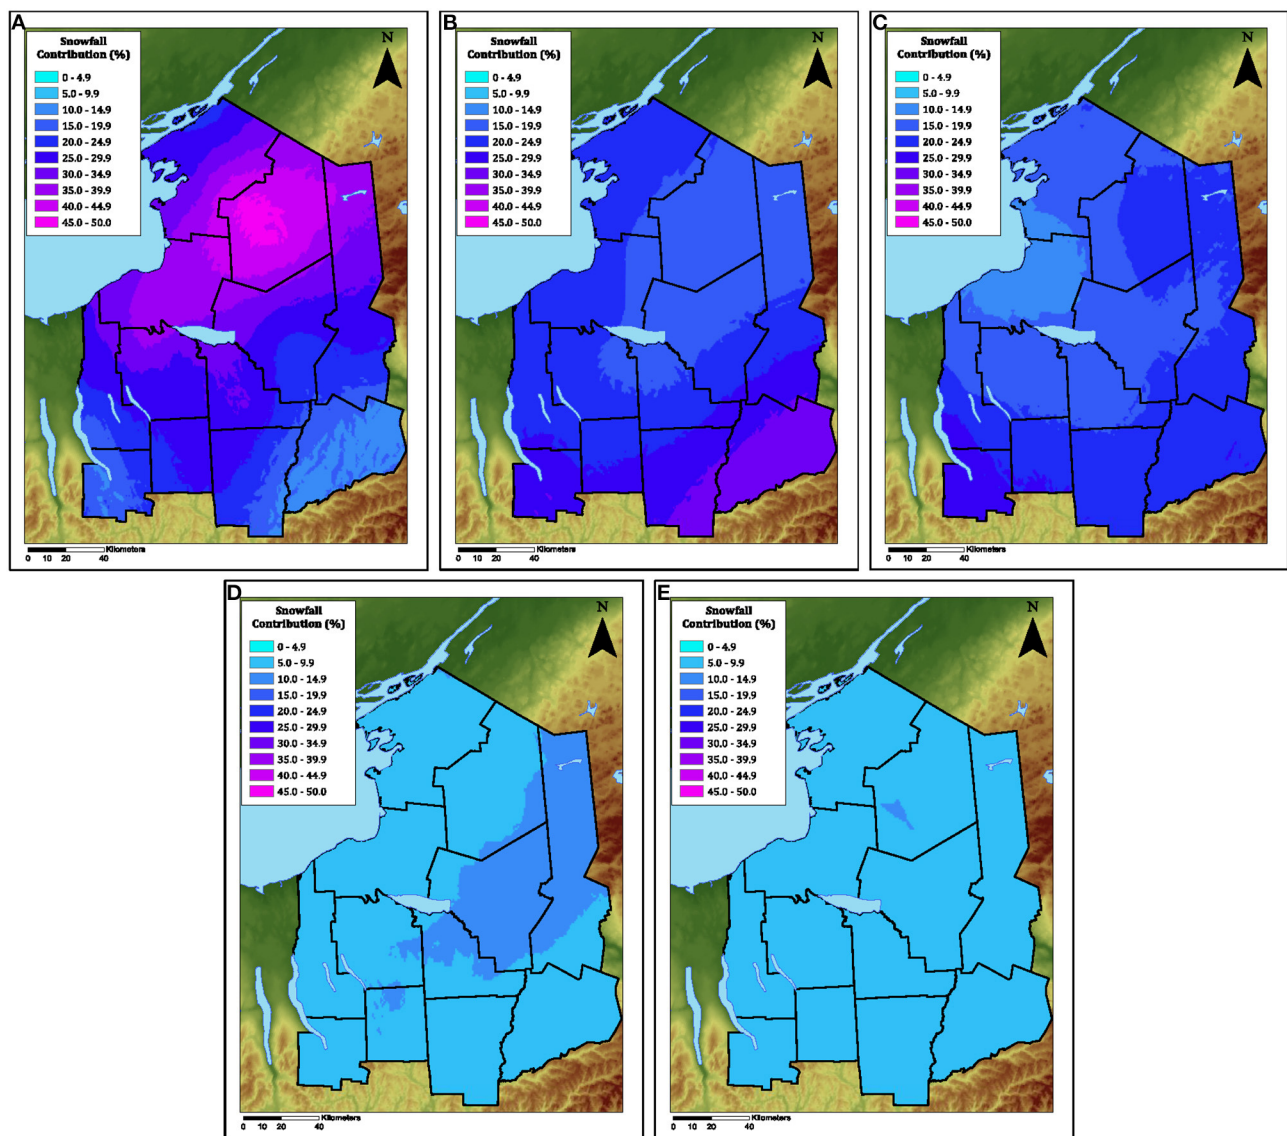 A
Snowfall
Contribution (%)
0 - 4.9
5.0 - 9.9
10.0 - 14.9
15.0 - 19.9
20.0 - 24.9
25.0 - 29.9
30.0 - 34.9
35.0 - 39.9
40.0 - 44.9
45.0 - 50.0
N
Kilometers
0 10 20 40
B
Snowfall
Contribution (%)
0 - 4.9
5.0 - 9.9
10.0 - 14.9
15.0 - 19.9
20.0 - 24.9
25.0 - 29.9
30.0 - 34.9
35.0 - 39.9
40.0 - 44.9
45.0 - 50.0
N
Kilometers
0 10 20 40
C
Snowfall
Contribution (%)
0 - 4.9
5.0 - 9.9
10.0 - 14.9
15.0 - 19.9
20.0 - 24.9
25.0 - 29.9
30.0 - 34.9
35.0 - 39.9
40.0 - 44.9
45.0 - 50.0
N
Kilometers
0 10 20 40
D
Snowfall
Contribution (%)
0 - 4.9
5.0 - 9.9
10.0 - 14.9
15.0 - 19.9
20.0 - 24.9
25.0 - 29.9
30.0 - 34.9
35.0 - 39.9
40.0 - 44.9
45.0 - 50.0
N
Kilometers
0 10 20 40
E
Snowfall
Contribution (%)
0 - 4.9
5.0 - 9.9
10.0 - 14.9
15.0 - 19.9
20.0 - 24.9
25.0 - 29.9
30.0 - 34.9
35.0 - 39.9
40.0 - 44.9
45.0 - 50.0
N
Kilometers
0 10 20 40